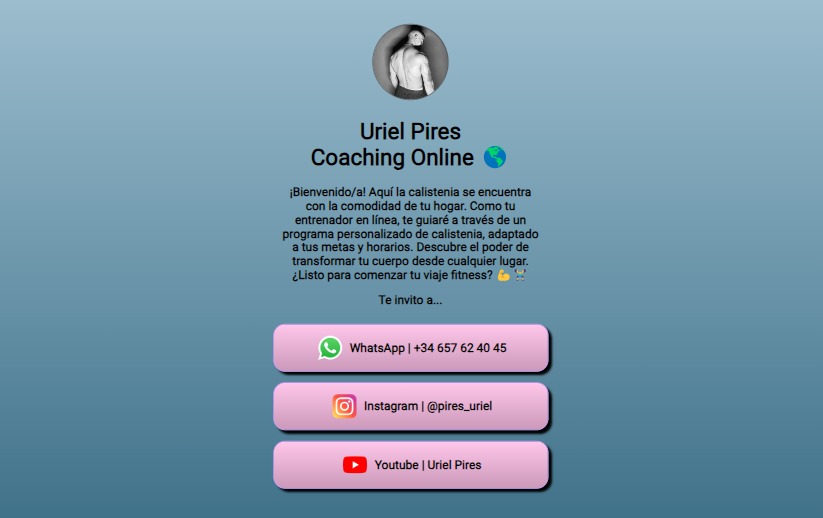 Uriel Pires
Coaching Online 🌎
¡Bienvenido/a! Aquí la calistenia se encuentra
con la comodidad de tu hogar. Como tu
entrenador en línea, te guiaré a través de un
programa personalizado de calistenia, adaptado
a tus metas y horarios. Descubre el poder de
transformar tu cuerpo desde cualquier lugar.
¿Listo para comenzar tu viaje fitness? 💪🏋️
Te invito a...
WhatsApp | +34 657 62 40 45
Instagram | @pires_uriel
Youtube | Uriel Pires